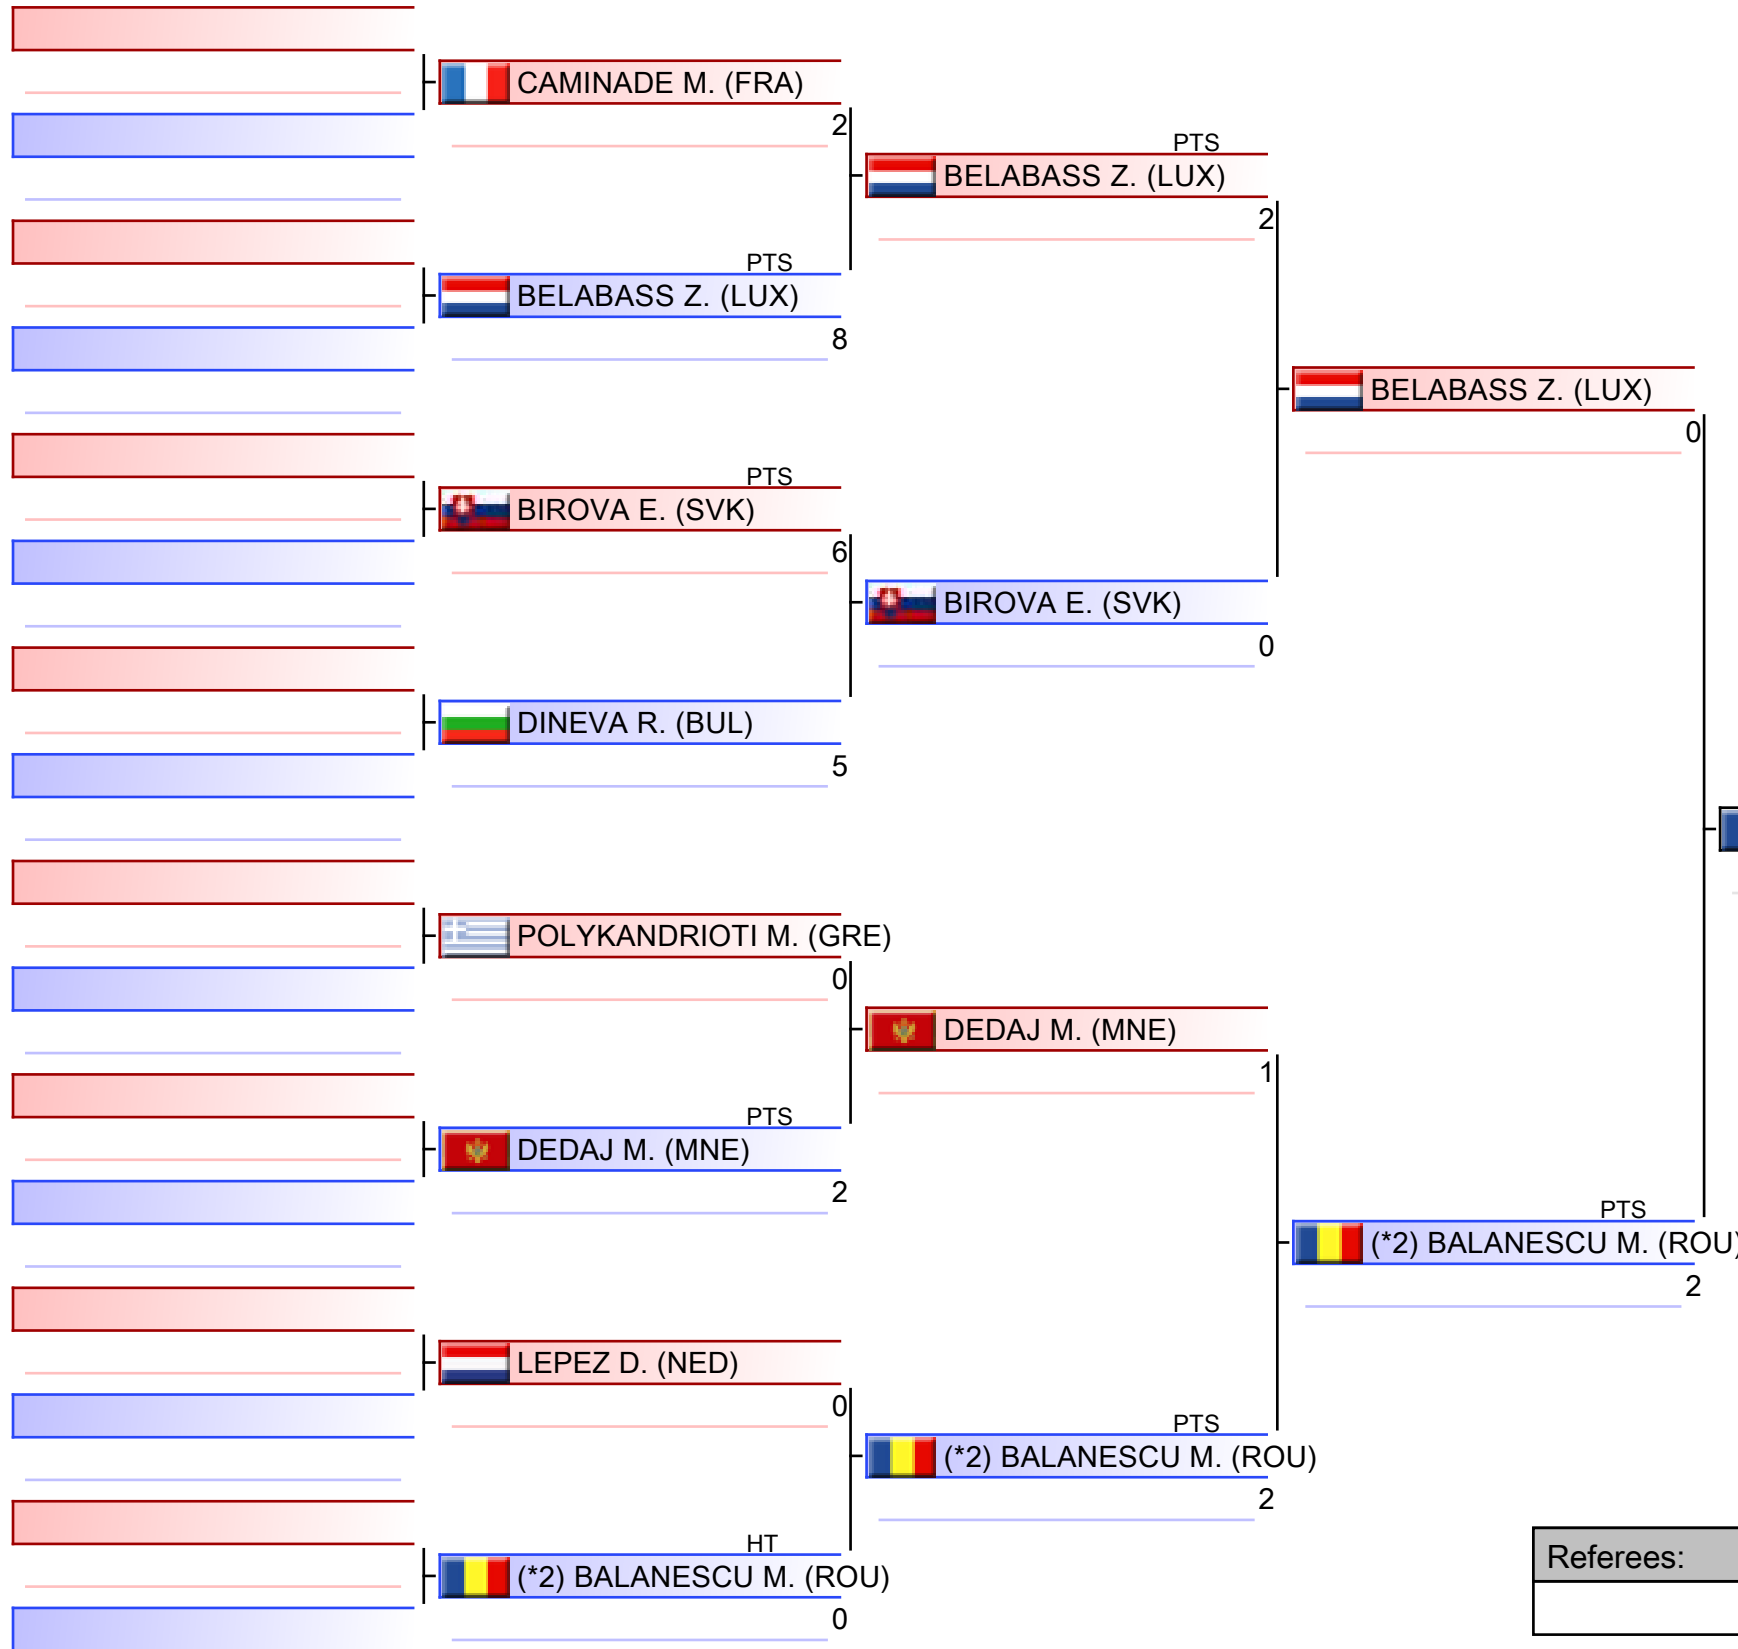 CAMINADE M. (FRA)
2
PTS
BELABASS Z. (LUX)
2
PTS
BELABASS Z. (LUX)
8
BELABASS Z. (LUX)
0
PTS
BIROVA E. (SVK)
6
BIROVA E. (SVK)
0
DINEVA R. (BUL)
5
POLYKANDRIOTI M. (GRE)
0
DEDAJ M. (MNE)
1
PTS
DEDAJ M. (MNE)
2
PTS
(*2) BALANESCU M. (ROU)
2
LEPEZ D. (NED)
0
PTS
(*2) BALANESCU M. (ROU)
2
HT
(*2) BALANESCU M. (ROU)
0
Referees: